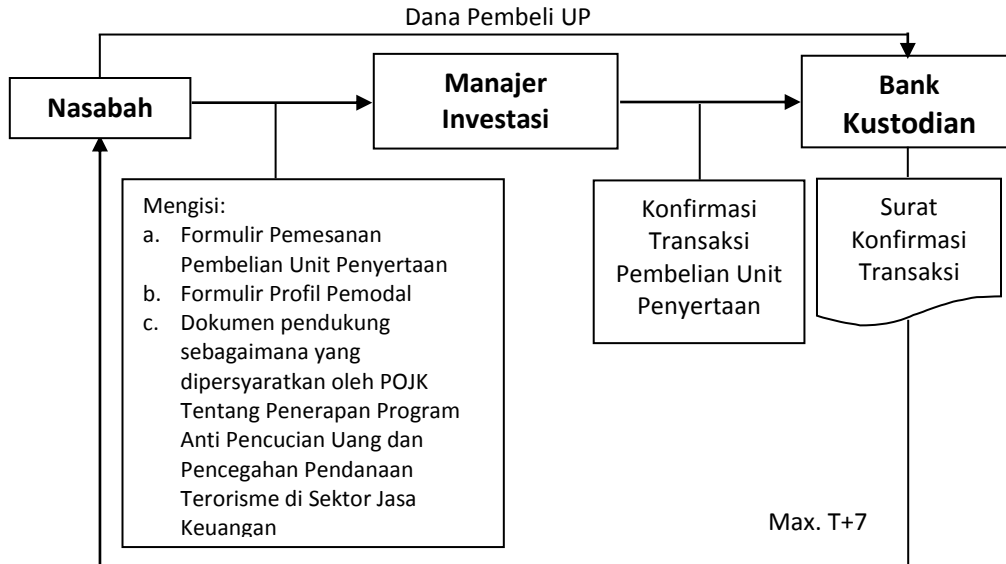 Dana Pembeli UP
Nasabah
Manajer
Investasi
Bank
Kustodian
Mengisi:
a. Formulir Pemesanan
Pembelian Unit Penyertaan
b. Formulir Profil Pemodal
c. Dokumen pendukung
sebagaimana yang
dipersyaratkan oleh POJK
Tentang Penerapan Program
Anti Pencucian Uang dan
Pencegahan Pendanaan
Terorisme di Sektor Jasa
Keuangan
Konfirmasi
Transaksi
Pembelian Unit
Penyertaan
Surat
Konfirmasi
Transaksi
Max. T+7